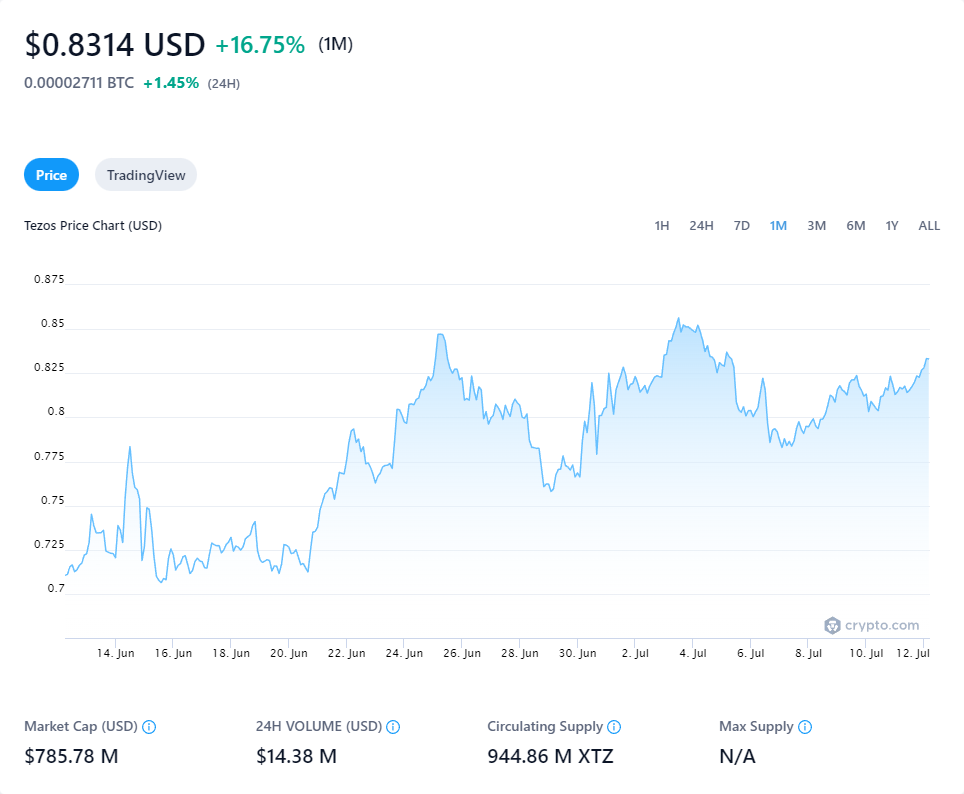 $0.8314 USD +16.75% (1M)
0.00002711 BTC +1.45% (24H)
Price TradingView
Tezos Price Chart (USD) 1H 24H 7D 1M 3M 6M 1Y ALL
0.875
0.85
0.825
0.8
0.775
0.75
0.725
0.7
crypto.com
14. Jun 16. Jun 18. Jun 20. Jun 22. Jun 24. Jun 26. Jun 28. Jun 30. Jun 2. Jul 4. Jul 6. Jul 8. Jul 10. Jul 12. Jul
Market Cap (USD) 24H VOLUME (USD) Circulating Supply Max Supply
$785.78 M $14.38 M 944.86 M XTZ N/A